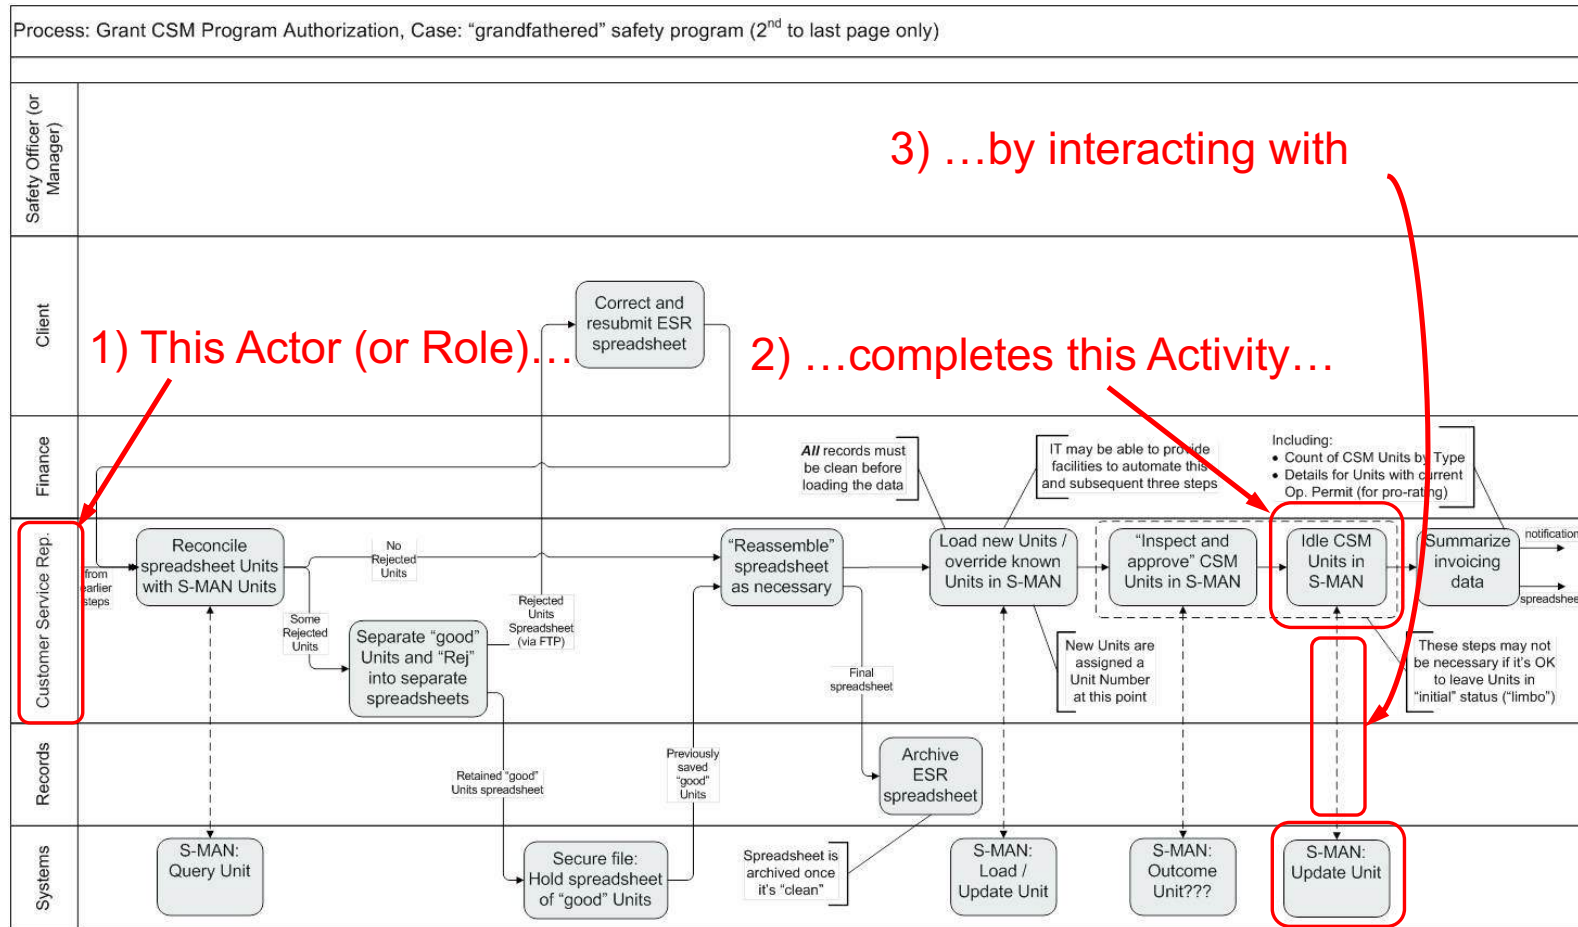 Process: Grant CSM Program Authorization, Case: “grandfathered” safety program (2nd to last page only)
Safety Officer (or
Manager)
3) …by interacting with
Client
Correct and
resubmit ESR
spreadsheet
1) This Actor (or Role)…
2) …completes this Activity…
Finance
All records must
be clean before
loading the data
IT may be able to provide
facilities to automate this
and subsequent three steps
Including:
• Count of CSM Units by Type
• Details for Units with current
Op. Permit (for pro-rating)
Customer Service Rep.
from
earlier
steps
Reconcile
spreadsheet Units
with S-MAN Units
No
Rejected
Units
Some
Rejected
Units
Separate “good”
Units and “Rej”
into separate
spreadsheets
Rejected
Units
Spreadsheet
(via FTP)
“Reassemble”
spreadsheet
as necessary
Final
spreadsheet
Load new Units /
override known
Units in S-MAN
New Units are
assigned a
Unit Number
at this point
“Inspect and
approve” CSM
Units in S-MAN
Idle CSM
Units in
S-MAN
Summarize
invoicing
data
notification
spreadsheet
These steps may not
be necessary if it’s OK
to leave Units in
“initial” status (“limbo”)
Records
Retained “good”
Units spreadsheet
Previously
saved
“good”
Units
Archive
ESR
spreadsheet
Systems
S-MAN:
Query Unit
Secure file:
Hold spreadsheet
of “good” Units
Spreadsheet is
archived once
it’s “clean”
S-MAN:
Load /
Update Unit
S-MAN:
Outcome
Unit???
S-MAN:
Update Unit